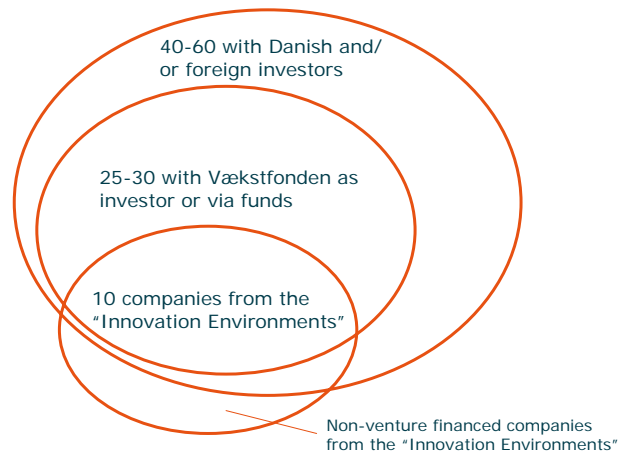 40-60 with Danish and/
or foreign investors
25-30 with Vækstfonden as
investor or via funds
10 companies from the
“Innovation Environments”
Non-venture financed companies
from the “Innovation Environments”